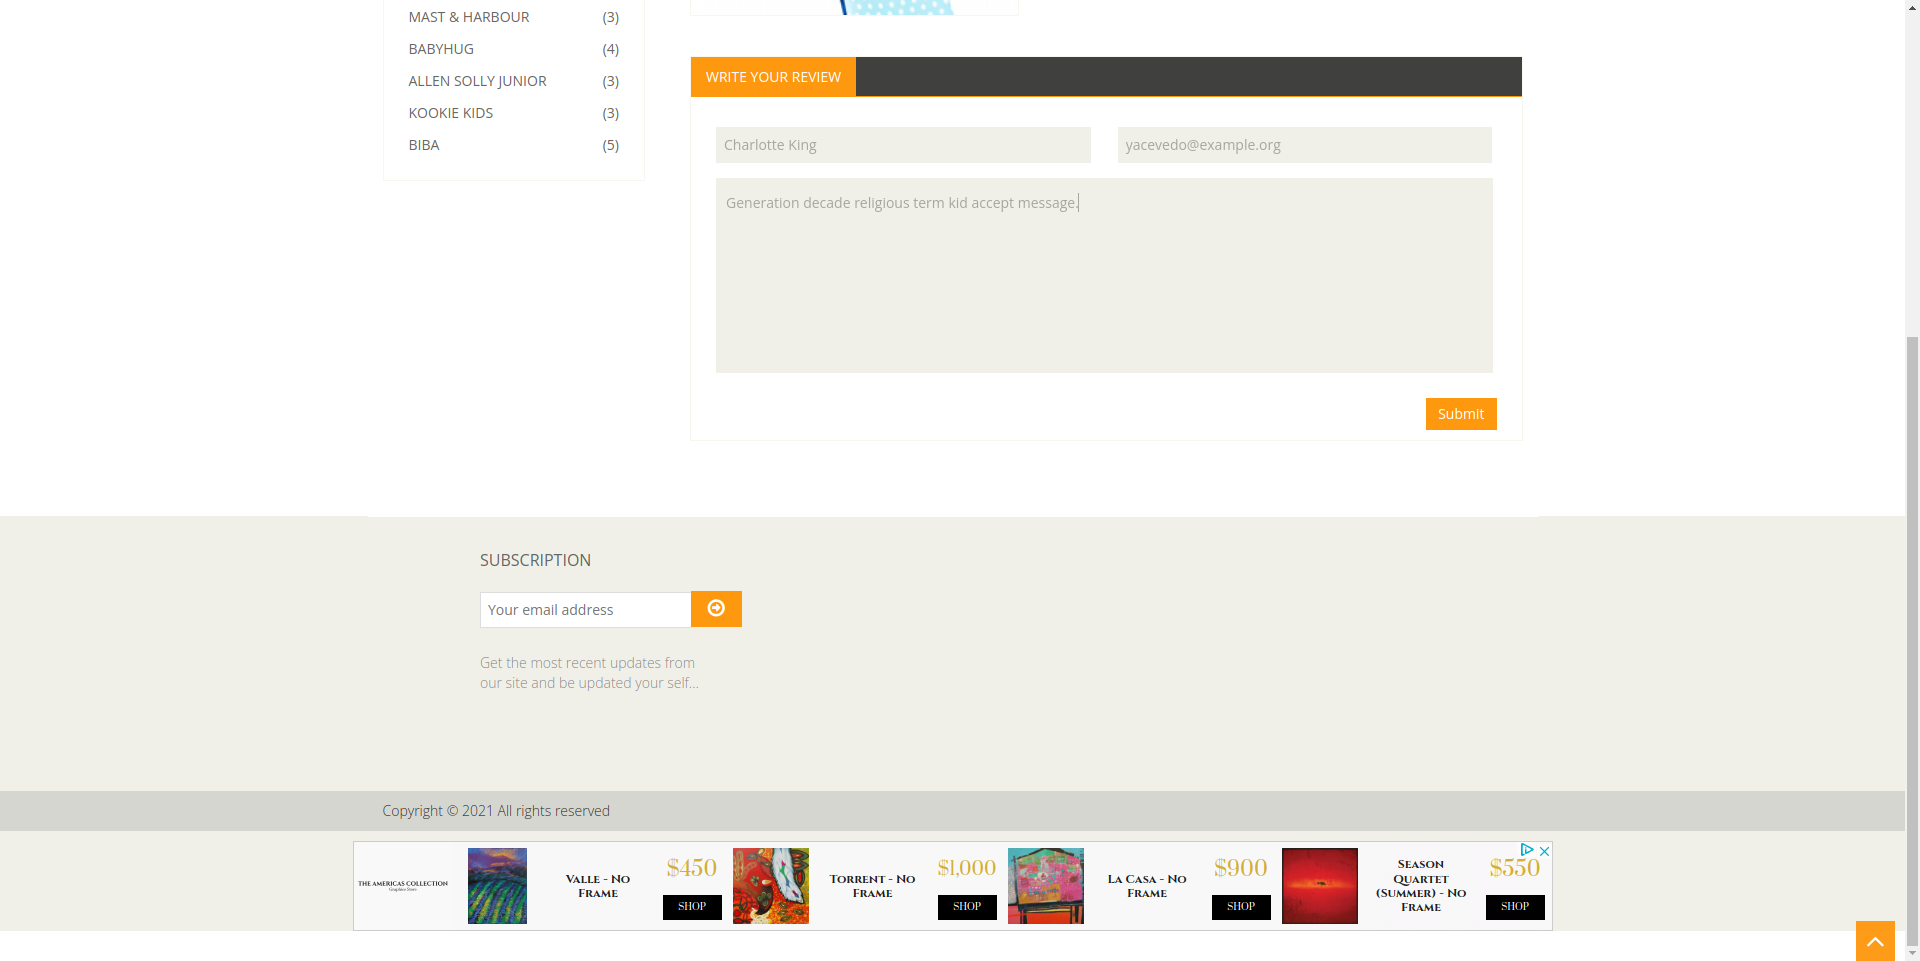 MAST & HARBOUR (3)
BABYHUG (4)
ALLEN SOLLY JUNIOR (3)
KOOKIE KIDS (3)
BIBA (5)
WRITE YOUR REVIEW
Charlotte King
yacevedo@example.org
Generation decade religious term kid accept message.
Submit
SUBSCRIPTION
Your email address
Get the most recent updates from
our site and be updated your self...
Copyright © 2021 All rights reserved
THE AMERICAS COLLECTION
Graphics Store
VALLE - NO
FRAME
$450
SHOP
TORRENT - NO
FRAME
$1,000
SHOP
LA CASA - NO
FRAME
$900
SHOP
SEASON
QUARTET
(SUMMER) - NO
FRAME
$550
SHOP